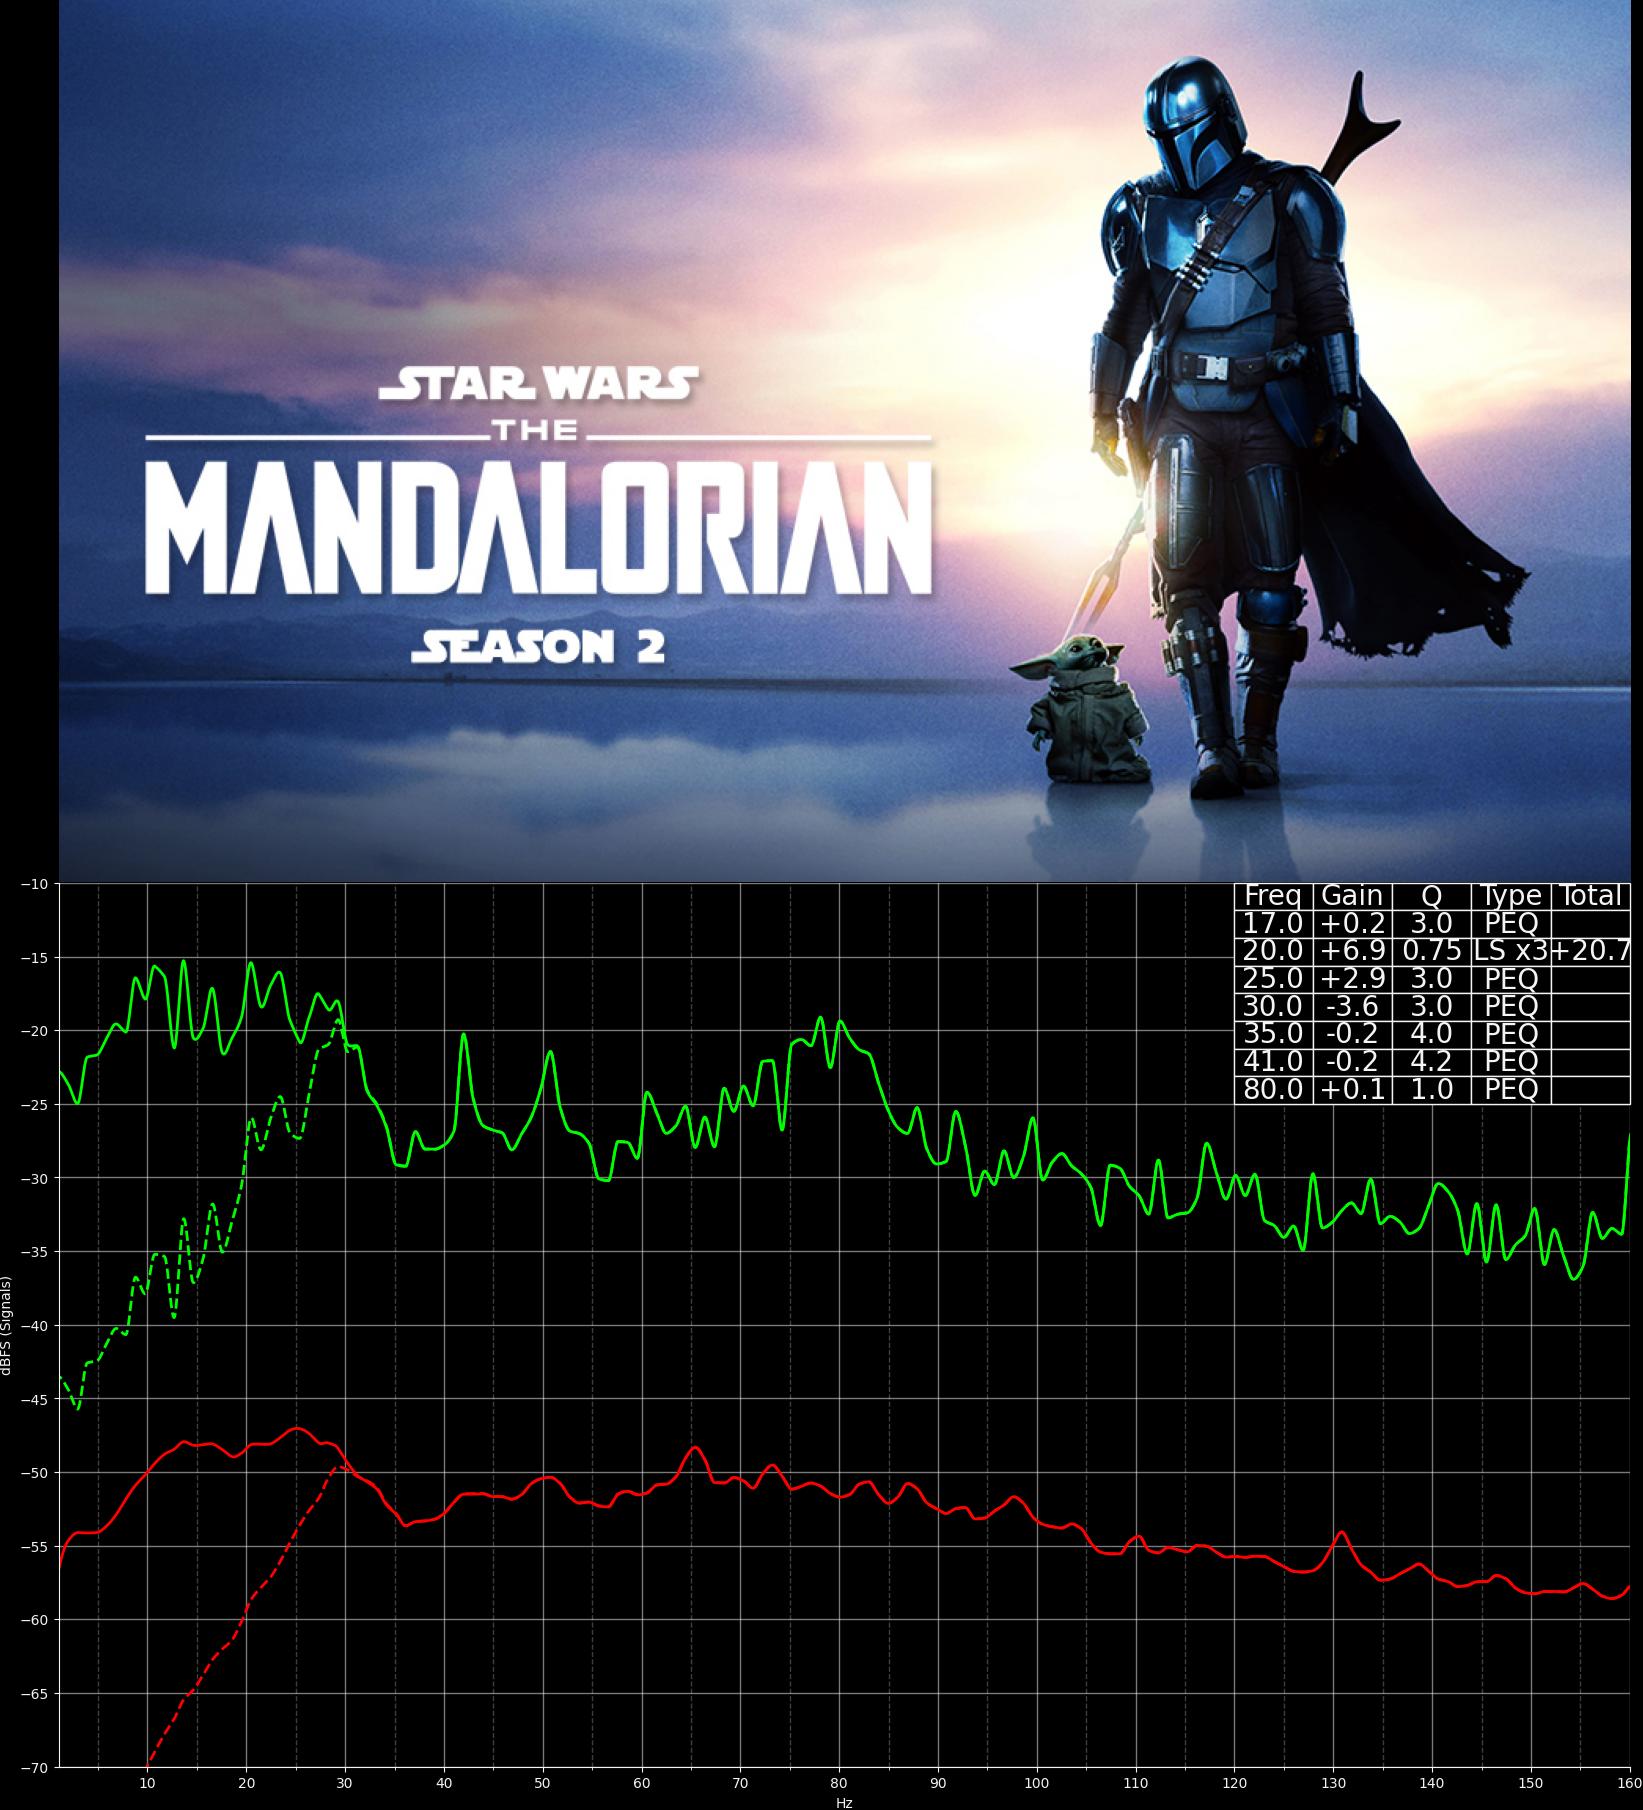 STAR WARS
THE
MANDALORIAN
SEASON 2
Freq Gain Q Type Total
17.0 +0.2 3.0 PEQ
20.0 +6.9 0.75 LS x3 +20.7
25.0 +2.9 3.0 PEQ
30.0 -3.6 3.0 PEQ
35.0 -0.2 4.0 PEQ
41.0 -0.2 4.2 PEQ
80.0 +0.1 1.0 PEQ
−10
−15
−20
−25
−30
−35
−40
−45
−50
−55
−60
−65
−70
dBFS (Signals)
10 20 30 40 50 60 70 80 90 100 110 120 130 140 150 160
Hz